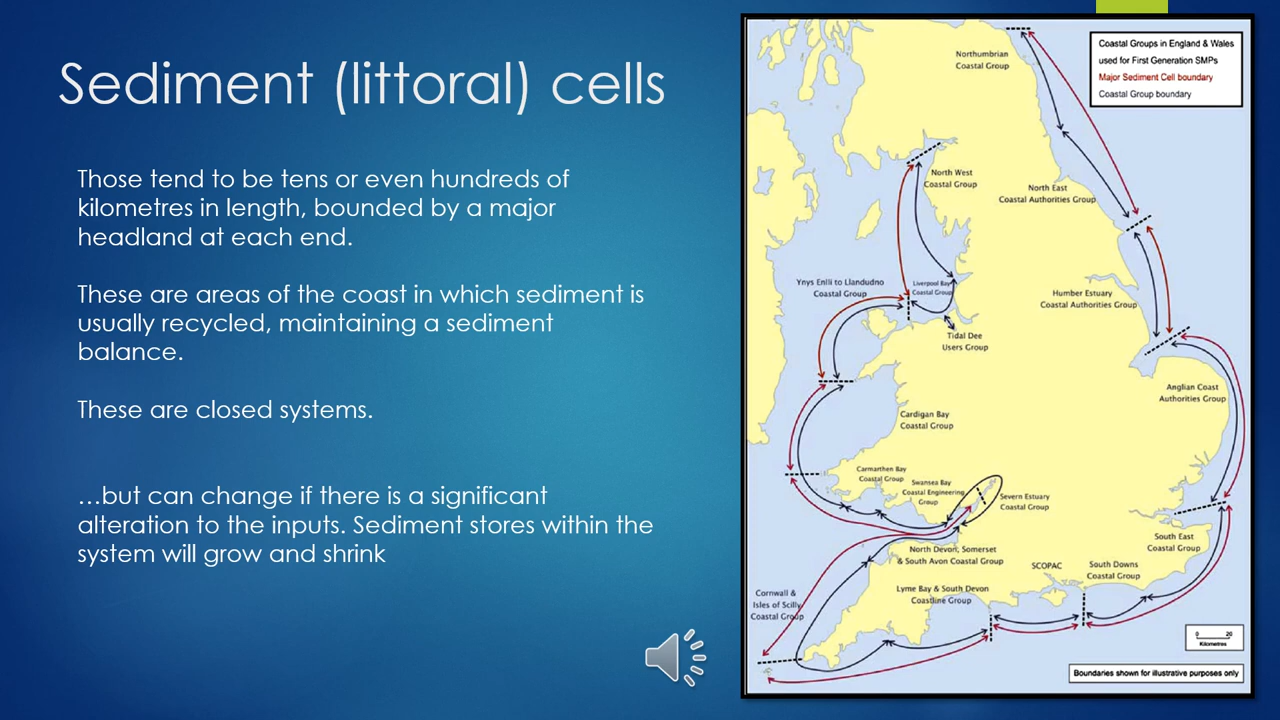 Sediment (littoral) cells
Those tend to be tens or even hundreds of
kilometres in length, bounded by a major
headland at each end.
These are areas of the coast in which sediment is
usually recycled, maintaining a sediment
balance.
These are closed systems.
…but can change if there is a significant
alteration to the inputs. Sediment stores within the
system will grow and shrink
Coastal Groups in England & Wales
used for First Generation SMPs
Major Sediment Cell boundary
Coastal Group boundary
Northumbrian
Coastal Group
North West
Coastal Group
North East
Coastal Authorities Group
Ynys Enlli to Llandudno
Coastal Group
Liverpool Bay
Coastal Group
Humber Estuary
Coastal Authorities Group
Tidal Dee
Users Group
Anglian Coast
Authorities Group
Cardigan Bay
Coastal Group
Carmarthen Bay
Coastal Group
Swansea Bay
Coastal Engineering
Group
Severn Estuary
Coastal Group
South East
Coastal Group
North Devon, Somerset
& South Avon Coastal Group
SCOPAC
South Downs
Coastal Group
Lyme Bay & South Devon
Coastline Group
Cornwall &
Isles of Scilly
Coastal Group
0 20
Kilometres
Boundaries shown for illustrative purposes only